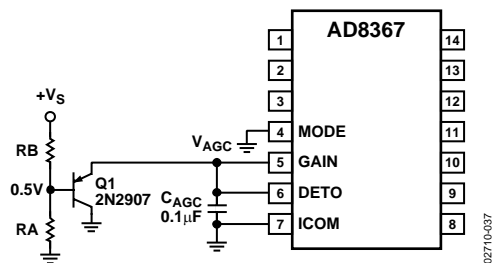 AD8367
1
2
3
4 MODE
5 GAIN
6 DETO
7 ICOM
14
13
12
11
10
9
8
+VS
RB
0.5V
RA
Q1
2N2907
VAGC
CAGC
0.1µF
02710-037